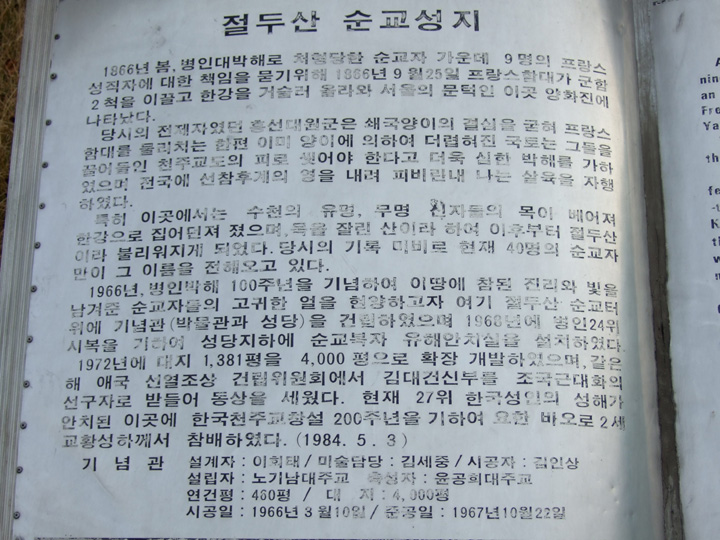 절두산 순교성지
1866년 봄, 병인대박해로 처형당한 순교자 가운데 9명의 프랑스
성직자에 대한 책임을 묻기위해 1866년 9월25일 프랑스함대가 군함
2척을 이끌고 한강을 거슬러 올라와 서울의 문턱인 이곳 양화진에
나타났다.
당시의 전제자였던 흥선대원군은 쇄국양이의 결심을 굳혀 프랑스
함대를 물리치는 한편 이미 양이에 의하여 더렵혀진 국토는 그들을
끌어들인 천주교도의 피로 씻어야 한다고 더욱 심한 박해를 가하
였으며 전국에 선참후계의 영을 내려 피비린내 나는 살육을 자행
하였다.
특히 이곳에서는 수천의 유명, 무명 신자들의 목이 베어져
한강으로 집어던져 졌으며, 목을 잘린 산이라 하여 이후부터 절두산
이라 불리워지게 되었다. 당시의 기록 미비로 현재 40명의 순교자
만이 그 이름을 전해오고 있다.
1966년, 병인박해 100주년을 기념하여 이땅에 참된 진리와 빛을
남겨준 순교자들의 고귀한 얼을 현양하고자 여기 절두산 순교터
위에 기념관(박물관과 성당)을 건립하였으며 1968년에 병인24위
시복을 기하여 성당지하에 순교복자 유해안치실을 설치하였다.
1972년에 대지 1,381평을 4,000평으로 확장 개발하였으며, 같은
해 애국 선열조상 건립위원회에서 김대건신부를 조국근대화의
선구자로 받들어 동상을 세웠다. 현재 27위 한국성인의 성해가
안치된 이곳에 한국천주교창설 200주년을 기하여 요한 바오로 2세
교황성하께서 참배하였다. (1984. 5. 3)
기념관 설계자 : 이희태 / 미술담당 : 김세중 / 시공자 : 김인상
설립자 : 노기남대주교 축성자 : 윤공희대주교
연건평 : 460평 / 대 지 : 4,000평
시공일 : 1966년 3월10일 / 준공일 : 1967년10월22일